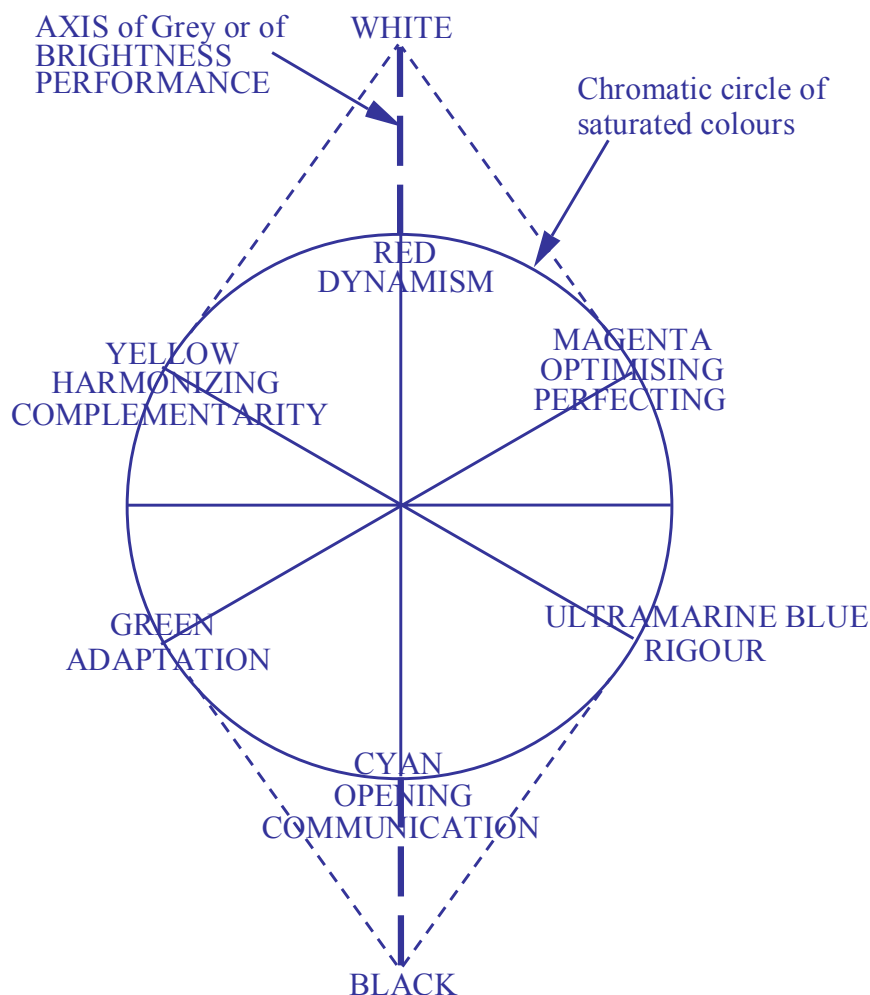 AXIS of Grey or of
BRIGHTNESS
PERFORMANCE
WHITE
Chromatic circle of
saturated colours
RED
DYNAMISM
YELLOW
HARMONIZING
COMPLEMENTARITY
MAGENTA
OPTIMISING
PERFECTING
GREEN
ADAPTATION
ULTRAMARINE BLUE
RIGOUR
CYAN
OPENING
COMMUNICATION
BLACK